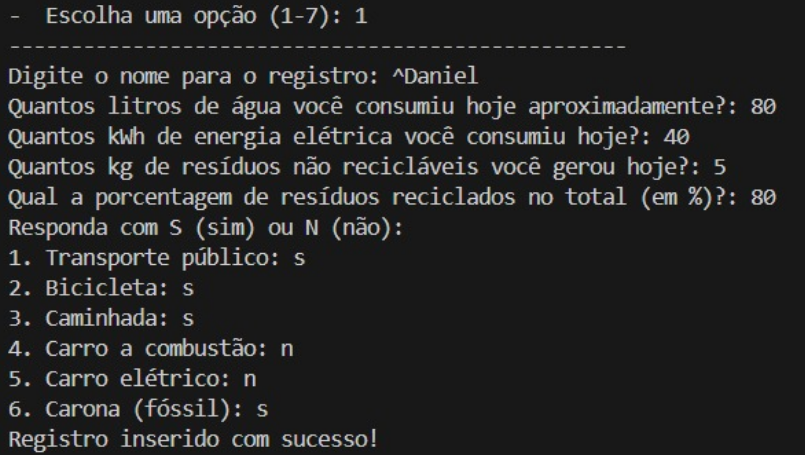 -  Escolha uma opção (1-7): 1
--------------------------------------------------
Digite o nome para o registro: ^Daniel
Quantos litros de água você consumiu hoje aproximadamente?: 80
Quantos kWh de energia elétrica você consumiu hoje?: 40
Quantos kg de resíduos não recicláveis você gerou hoje?: 5
Qual a porcentagem de resíduos reciclados no total (em %)?: 80
Responda com S (sim) ou N (não):
1. Transporte público: s
2. Bicicleta: s
3. Caminhada: s
4. Carro a combustão: n
5. Carro elétrico: n
6. Carona (fóssil): s
Registro inserido com sucesso!